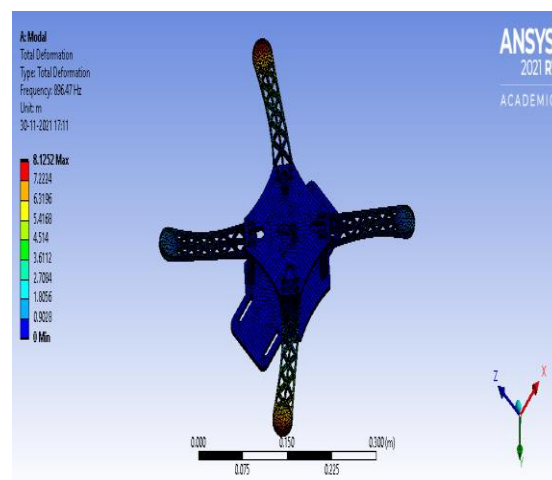 A: Modal
Total Deformation
Type: Total Deformation
Frequency: 896.47 Hz
Unit: m
30-11-2021 17:11
8.1252 Max
7.2224
6.3196
5.4168
4.514
3.6112
2.7084
1.8056
0.9028
0 Min
ANSYS
2021 R
ACADEMIC
0.000
0.150
0.300 (m)
0.075
0.225
Z
X
Y